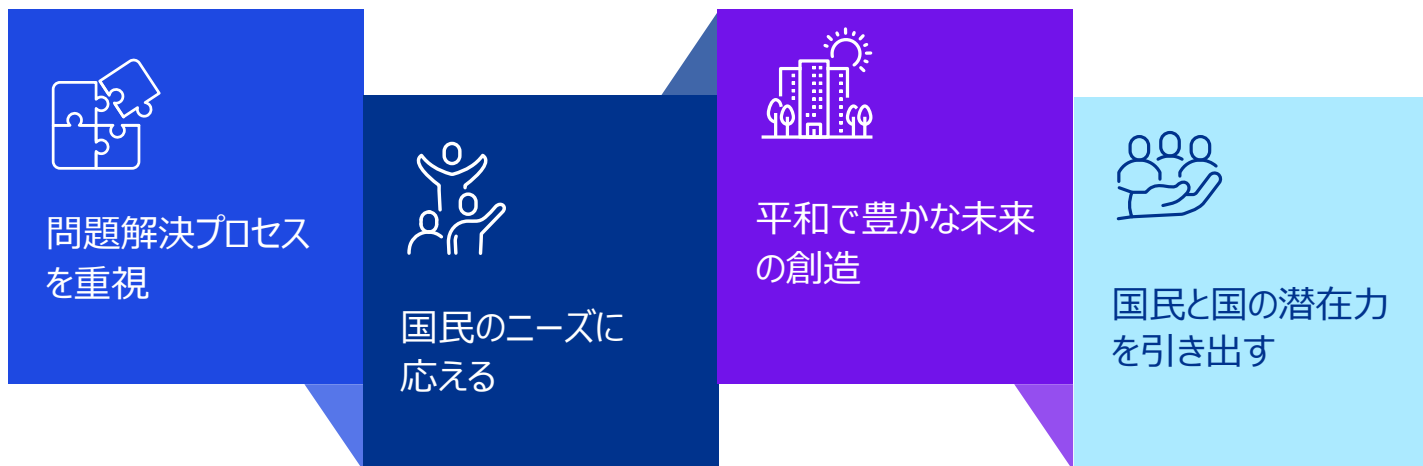 問題解決プロセス
を重視
国民のニーズに
応える
平和で豊かな未来
の創造
国民と国の潜在力
を引き出す